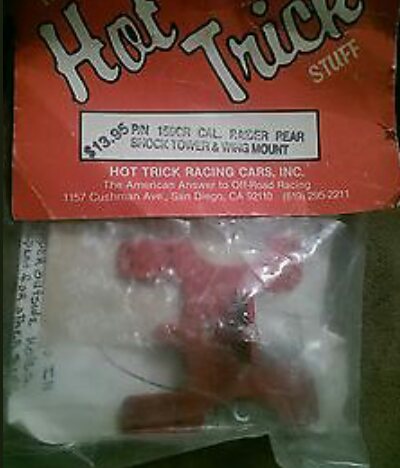 Hot Trick
STUFF
$13.95
P/N 159CR CAL. RAIDER REAR
SHOCK TOWER & WING MOUNT
HOT TRICK RACING CARS, INC.
The American Answer to Off-Road Racing
1157 Cushman Ave., San Diego, CA 92110 (619) 295-2211